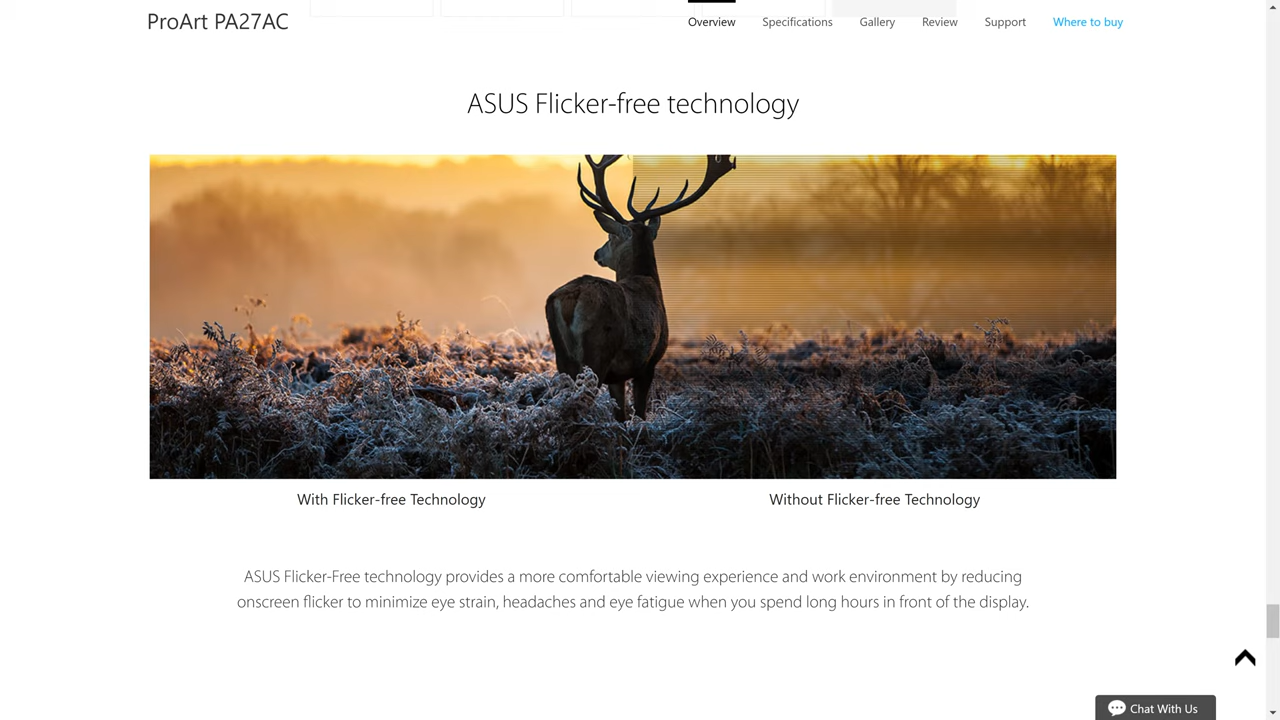 ProArt PA27AC
Overview Specifications Gallery Review Support Where to buy
ASUS Flicker-free technology
With Flicker-free Technology
Without Flicker-free Technology
ASUS Flicker-Free technology provides a more comfortable viewing experience and work environment by reducing
onscreen flicker to minimize eye strain, headaches and eye fatigue when you spend long hours in front of the display.
Chat With Us